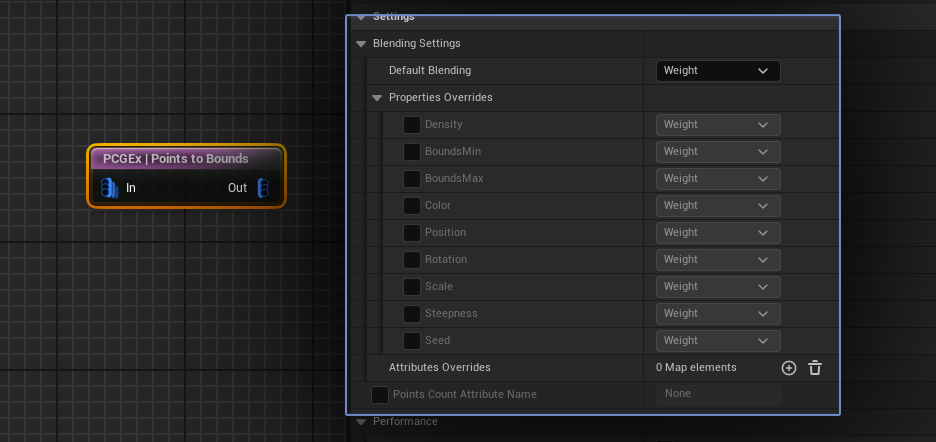 Settings
Blending Settings
Default Blending Weight
Properties Overrides
Density Weight
BoundsMin Weight
BoundsMax Weight
Color Weight
Position Weight
Rotation Weight
Scale Weight
Steepness Weight
Seed Weight
Attributes Overrides 0 Map elements
Points Count Attribute Name None
Performance
PCGEx | Points to Bounds
In Out